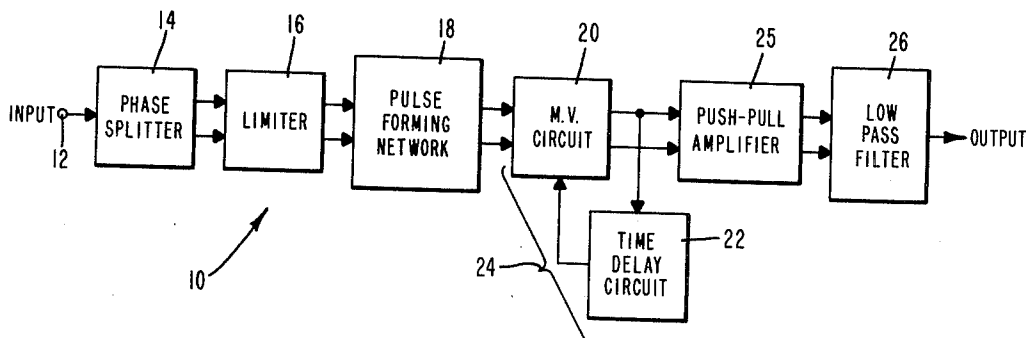 14
16
18
20
25
26
INPUT
12
PHASE
SPLITTER
LIMITER
PULSE
FORMING
NETWORK
M.V.
CIRCUIT
PUSH-PULL
AMPLIFIER
LOW
PASS
FILTER
OUTPUT
10
24
TIME
DELAY
CIRCUIT
22